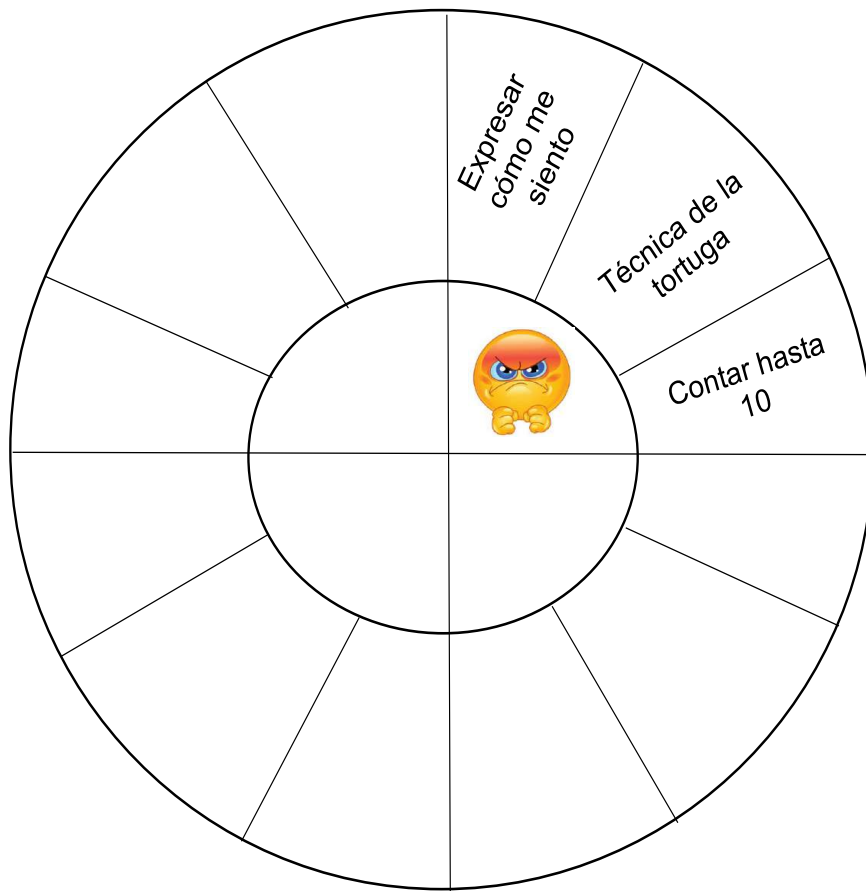 Expresar
cómo me
siento
Técnica de la
tortuga
Contar hasta
10